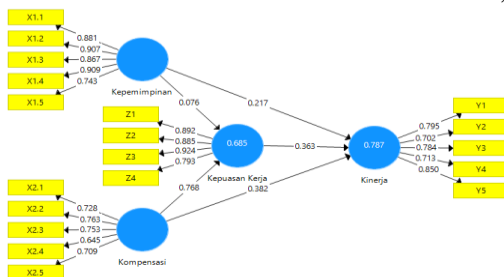 X1.1
X1.2
X1.3
X1.4
X1.5
0.881
0.907
0.867
0.909
0.743
Kepemimpinan
0.076
0.217
Z1
Z2
Z3
Z4
0.892
0.885
0.924
0.793
0.685
Kepuasan Kerja
0.363
0.787
Kinerja
0.795
0.702
0.784
0.713
0.850
Y1
Y2
Y3
Y4
Y5
0.768
0.382
X2.1
X2.2
X2.3
X2.4
X2.5
0.728
0.763
0.753
0.645
0.709
Kompensasi